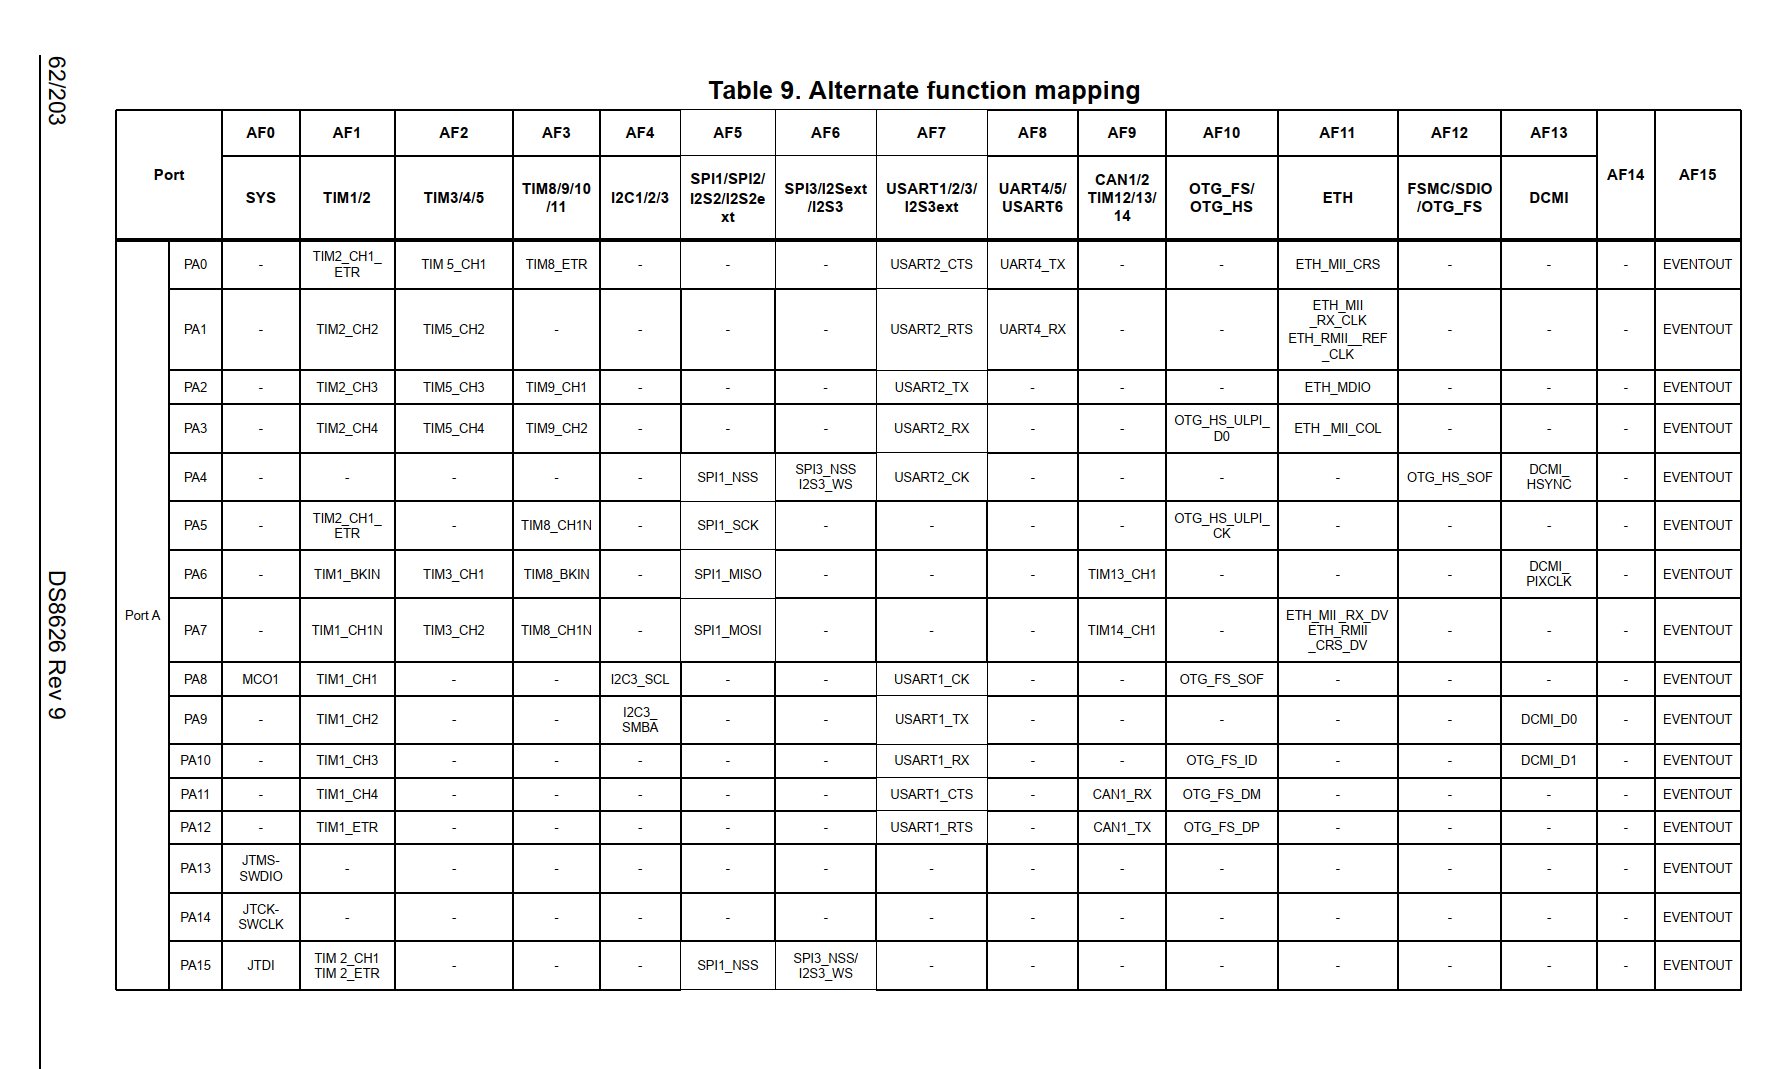 62/203
DS8626 Rev 9
Table 9. Alternate function mapping
Port AF0 AF1 AF2 AF3 AF4 AF5 AF6 AF7 AF8 AF9 AF10 AF11 AF12 AF13 AF14 AF15
SYS TIM1/2 TIM3/4/5 TIM8/9/10/11 I2C1/2/3 SPI1/SPI2/I2S2/I2S2ext SPI3/I2Sext/I2S3 USART1/2/3/I2S3ext UART4/5/USART6 CAN1/2 TIM12/13/14 OTG_FS/OTG_HS ETH FSMC/SDIO/OTG_FS DCMI
Port A
PA0 - TIM2_CH1_ETR TIM 5_CH1 TIM8_ETR - - - USART2_CTS UART4_TX - - ETH_MII_CRS - - - EVENTOUT
PA1 - TIM2_CH2 TIM5_CH2 - - - - USART2_RTS UART4_RX - - ETH_MII_RX_CLK ETH_RMII__REF_CLK - - - EVENTOUT
PA2 - TIM2_CH3 TIM5_CH3 TIM9_CH1 - - - USART2_TX - - - ETH_MDIO - - - EVENTOUT
PA3 - TIM2_CH4 TIM5_CH4 TIM9_CH2 - - - USART2_RX - - OTG_HS_ULPI_D0 ETH _MII_COL - - - EVENTOUT
PA4 - - - - - SPI1_NSS SPI3_NSS I2S3_WS USART2_CK - - - - OTG_HS_SOF DCMI_HSYNC - EVENTOUT
PA5 - TIM2_CH1_ETR - TIM8_CH1N - SPI1_SCK - - - - OTG_HS_ULPI_CK - - - - EVENTOUT
PA6 - TIM1_BKIN TIM3_CH1 TIM8_BKIN - SPI1_MISO - - - TIM13_CH1 - - - DCMI_PIXCLK - EVENTOUT
PA7 - TIM1_CH1N TIM3_CH2 TIM8_CH1N - SPI1_MOSI - - - TIM14_CH1 - ETH_MII _RX_DV ETH_RMII _CRS_DV - - - EVENTOUT
PA8 MCO1 TIM1_CH1 - - I2C3_SCL - - USART1_CK - - OTG_FS_SOF - - - - EVENTOUT
PA9 - TIM1_CH2 - - I2C3_SMBA - - USART1_TX - - - - - DCMI_D0 - EVENTOUT
PA10 - TIM1_CH3 - - - - - USART1_RX - - OTG_FS_ID - - DCMI_D1 - EVENTOUT
PA11 - TIM1_CH4 - - - - - USART1_CTS - CAN1_RX OTG_FS_DM - - - - EVENTOUT
PA12 - TIM1_ETR - - - - - USART1_RTS - CAN1_TX OTG_FS_DP - - - - EVENTOUT
PA13 JTMS-SWDIO - - - - - - - - - - - - - - EVENTOUT
PA14 JTCK-SWCLK - - - - - - - - - - - - - - EVENTOUT
PA15 JTDI TIM 2_CH1 TIM 2_ETR - - - SPI1_NSS SPI3_NSS/I2S3_WS - - - - - - - - EVENTOUT